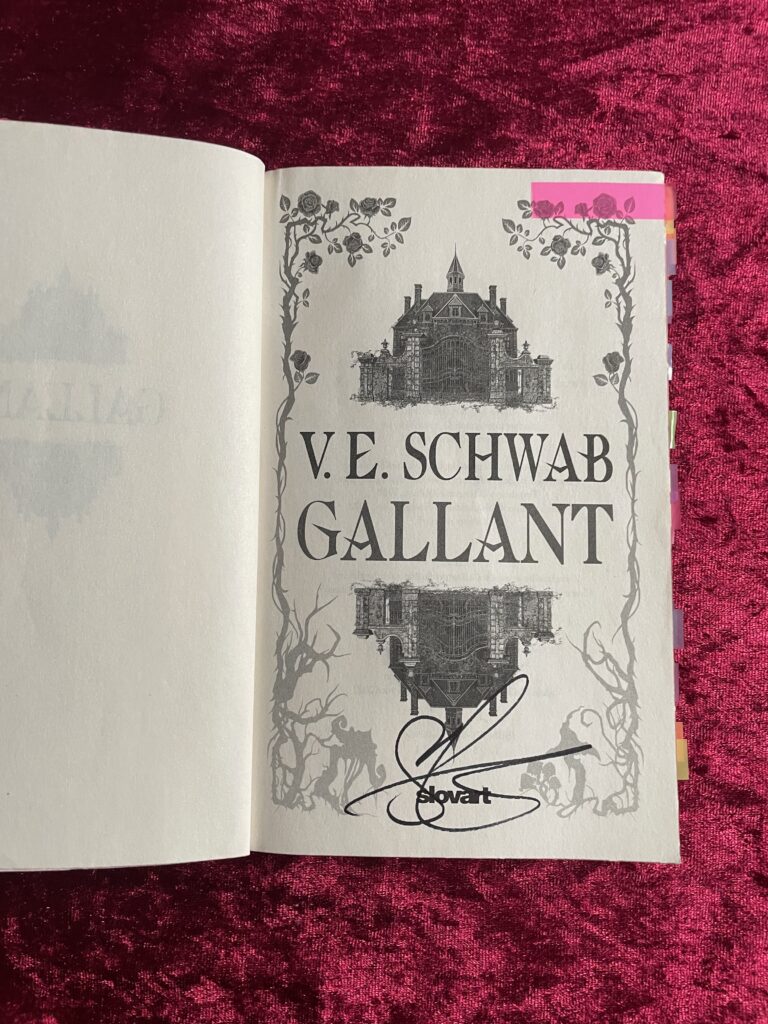 V. E. SCHWAB
GALLANT
slovart